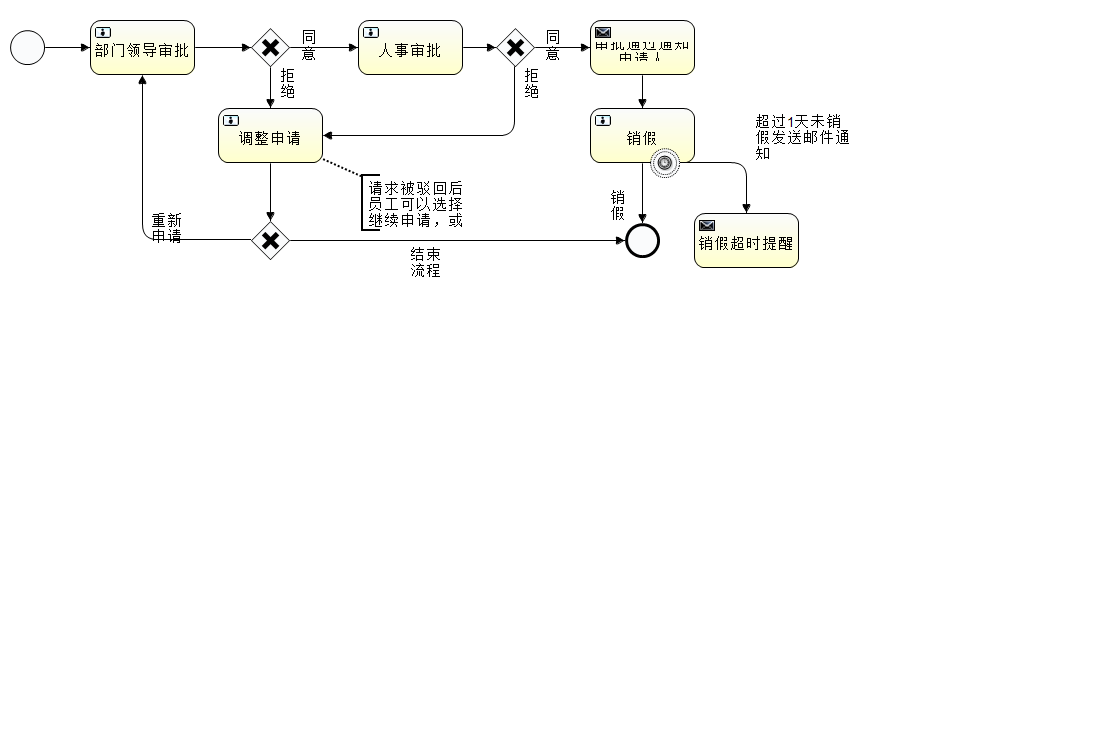 部门领导审批
同
意
人事审批
同
意
审批通过通知
申请人
拒
绝
拒
绝
调整申请
销假
超过1天未销
假发送邮件通
知
请求被驳回后
员工可以选择
继续申请，或
销
假
重新
申请
销假超时提醒
结束
流程